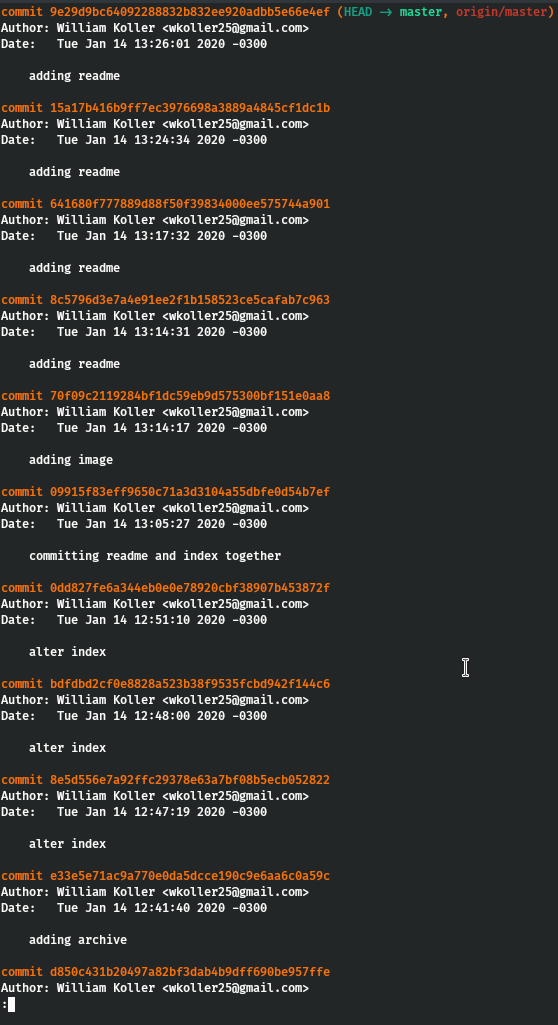 commit 9e29d9bc64092288832b832ee920adbb5e66e4ef (HEAD -> master, origin/master)
Author: William Koller <wkoller25@gmail.com>
Date:   Tue Jan 14 13:26:01 2020 -0300
adding readme
commit 15a17b416b9ff7ec3976698a3889a4845cf1dc1b
Author: William Koller <wkoller25@gmail.com>
Date:   Tue Jan 14 13:24:34 2020 -0300
adding readme
commit 641680f777889d88f50f39834000ee575744a901
Author: William Koller <wkoller25@gmail.com>
Date:   Tue Jan 14 13:17:32 2020 -0300
adding readme
commit 8c5796d3e7a4e91ee2f1b158523ce5cafab7c963
Author: William Koller <wkoller25@gmail.com>
Date:   Tue Jan 14 13:14:31 2020 -0300
adding readme
commit 70f09c2119284bf1dc59eb9d575300bf151e0aa8
Author: William Koller <wkoller25@gmail.com>
Date:   Tue Jan 14 13:14:17 2020 -0300
adding image
commit 09915f83eff9650c71a3d3104a55dbfe0d54b7ef
Author: William Koller <wkoller25@gmail.com>
Date:   Tue Jan 14 13:05:27 2020 -0300
committing readme and index together
commit 0dd827fe6a344eb0e0e78920cbf38907b453872f
Author: William Koller <wkoller25@gmail.com>
Date:   Tue Jan 14 12:51:10 2020 -0300
alter index
commit bdfdbd2cf0e8828a523b38f9535fcbd942f144c6
Author: William Koller <wkoller25@gmail.com>
Date:   Tue Jan 14 12:48:00 2020 -0300
alter index
commit 8e5d556e7a92ffc29378e63a7bf08b5ecb052822
Author: William Koller <wkoller25@gmail.com>
Date:   Tue Jan 14 12:47:19 2020 -0300
alter index
commit e33e5e71ac9a770e0da5dcce190c9e6aa6c0a59c
Author: William Koller <wkoller25@gmail.com>
Date:   Tue Jan 14 12:41:40 2020 -0300
adding archive
commit d850c431b20497a82bf3dab4b9dff690be957ffe
Author: William Koller <wkoller25@gmail.com>
: